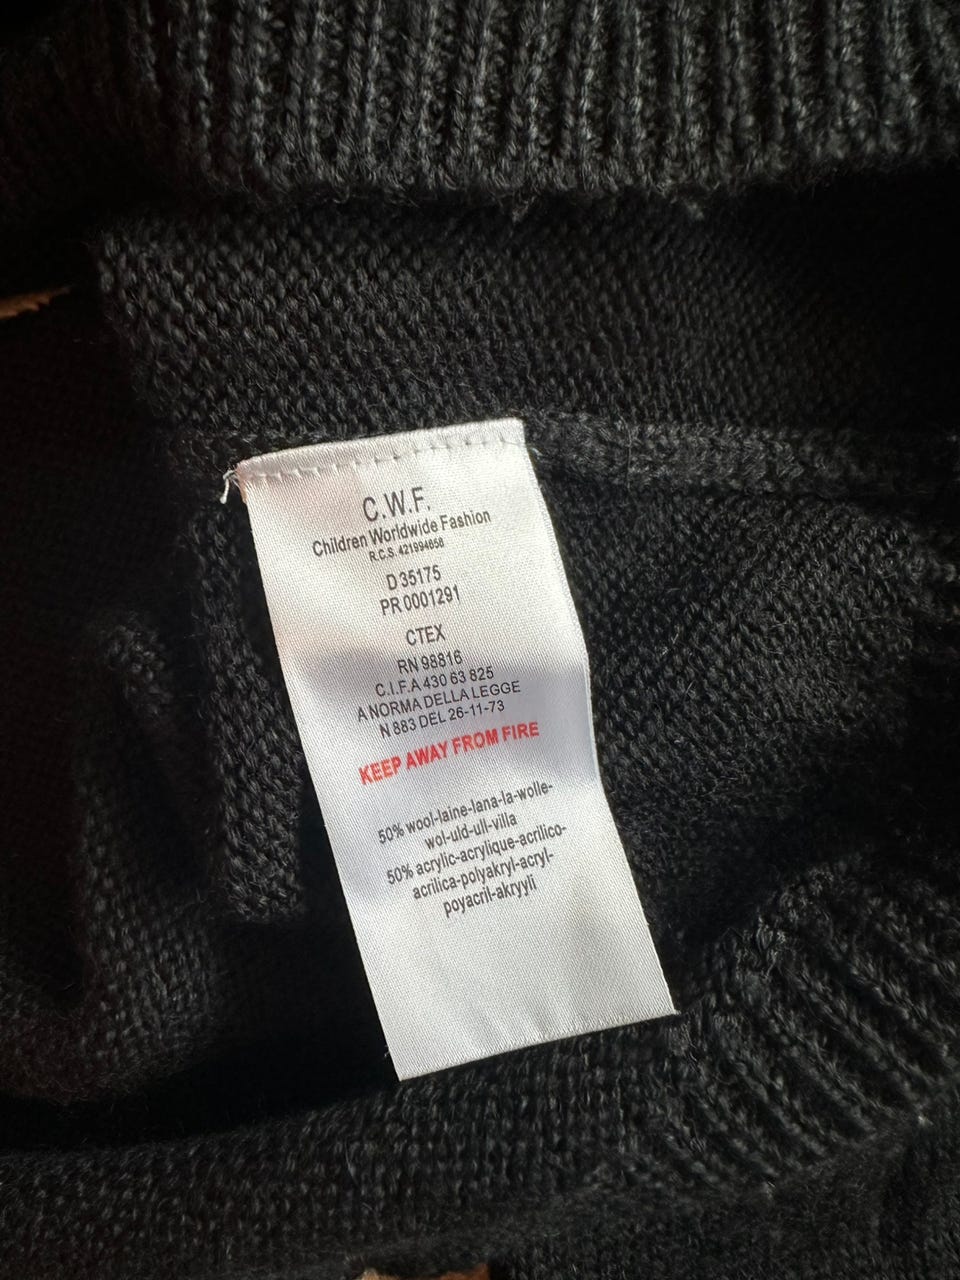 C.W.F.
Children Worldwide Fashion
R.C.S. 421994658
D 35175
PR 0001291
CTEX
RN 98816
C.I.F.A 430 63 825
A NORMA DELLA LEGGE
N 883 DEL 26-11-73
KEEP AWAY FROM FIRE
50% wool-laine-lana-la-wolle-
wol-uld-ull-villa
50% acrylic-acrylique-acrilico-
acrilica-polyakryl-acryl-
poyacril-akryyli